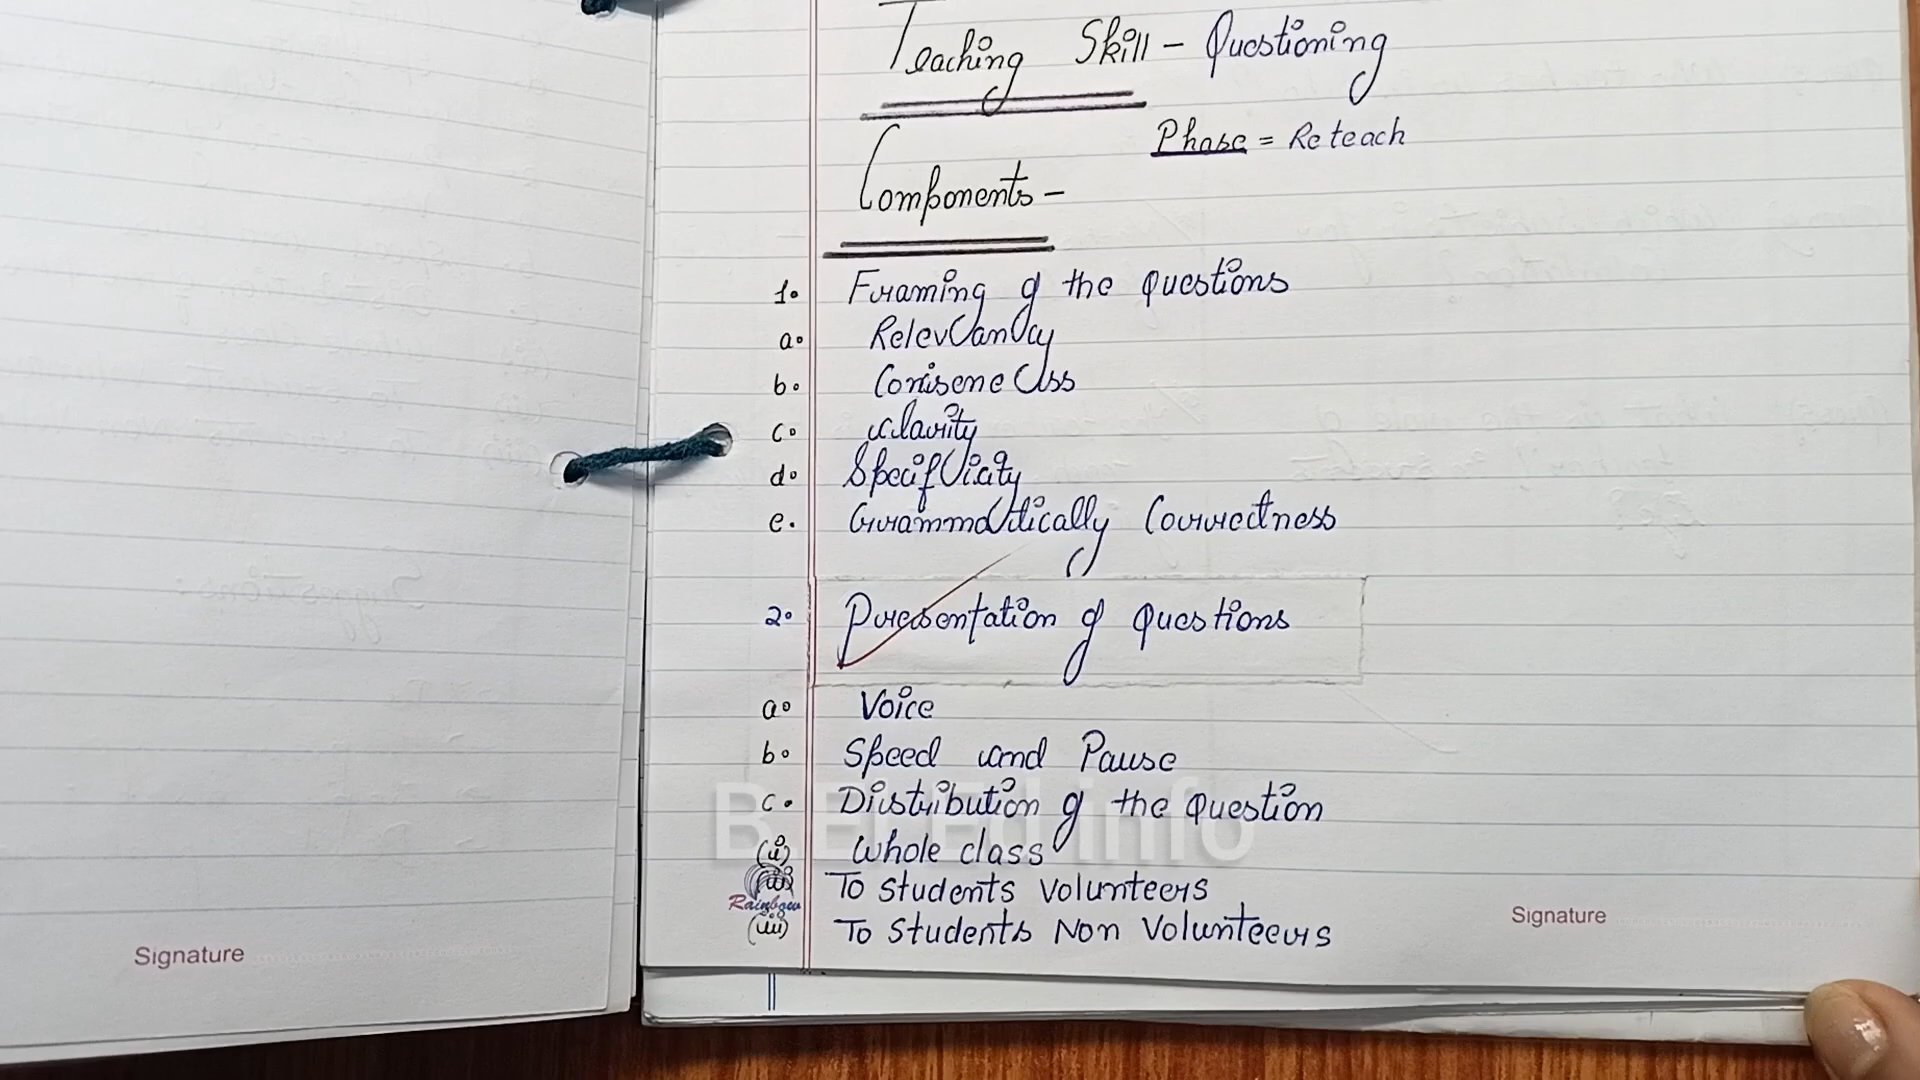 Teaching Skill - Questioning
Phase = Reteach
Components -
1. Framing of the questions
a. Relevancy
b. Conciseness
c. Clarity
d. Specificity
e. Grammatically Correctness
2. Presentation of Questions
a. Voice
b. Speed and Pause
c. Distribution of the Question
(i) Whole class
(ii) To Students Volunteers
Rainbow
(iii) To Students Non Volunteers
B.El.Ed.info
Signature
Signature